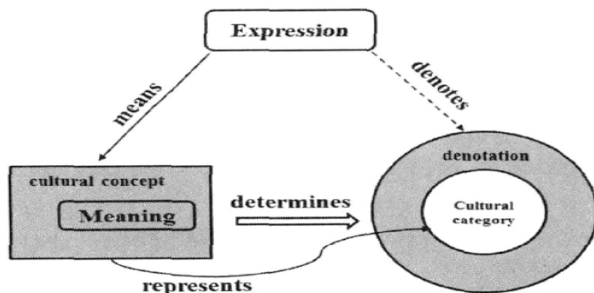 Expression
means
denotes
cultural concept
Meaning
determines
denotation
Cultural
category
represents